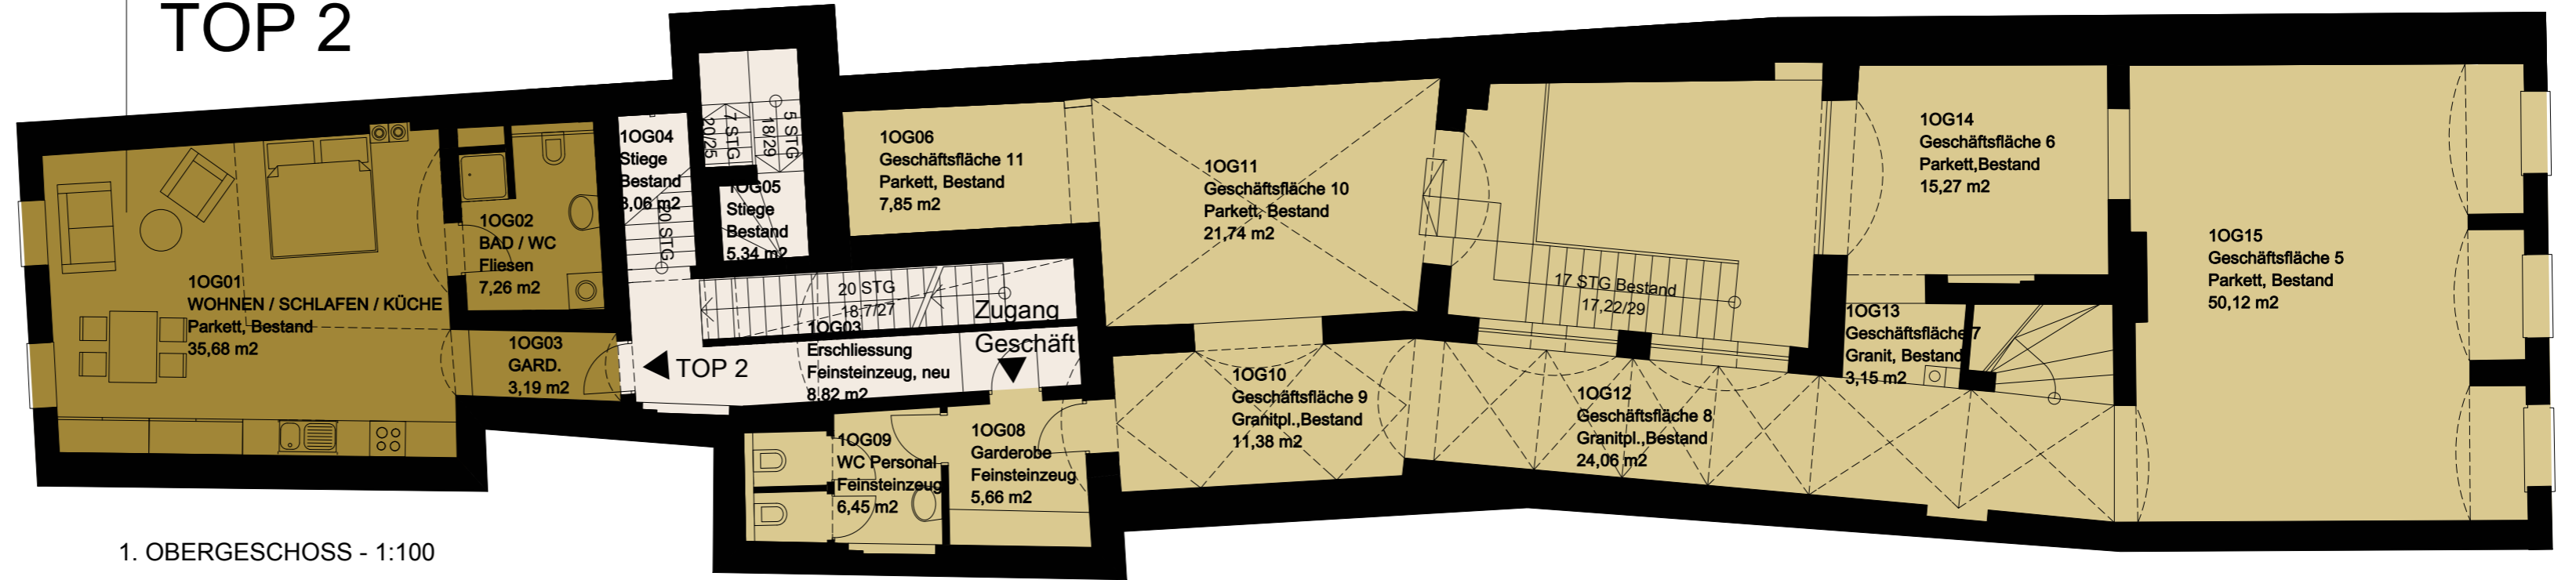 TOP 2
1OG01
WOHNEN / SCHLAFEN / KÜCHE
Parkett, Bestand
35,68 m2
1OG02
BAD / WC
Fliesen
7,26 m2
1OG03
GARD.
3,19 m2
1OG04
Stiege
Bestand
3,06 m2
20 STG
7 STG
20/25
5 STG
18/29
1OG05
Stiege
Bestand
5,34 m2
20 STG
18,7/27
Zugang
Geschäft
TOP 2
1OG03
Erschliessung
Feinsteinzeug, neu
8,82 m2
1OG06
Geschäftsfläche 11
Parkett, Bestand
7,85 m2
1OG09
WC Personal
Feinsteinzeug
6,45 m2
1OG08
Garderobe
Feinsteinzeug
5,66 m2
1OG11
Geschäftsfläche 10
Parkett, Bestand
21,74 m2
1OG10
Geschäftsfläche 9
Granitpl.,Bestand
11,38 m2
17 STG Bestand
17,22/29
1OG12
Geschäftsfläche 8
Granitpl.,Bestand
24,06 m2
1OG14
Geschäftsfläche 6
Parkett,Bestand
15,27 m2
1OG13
Geschäftsfläche 7
Granit, Bestand
3,15 m2
1OG15
Geschäftsfläche 5
Parkett, Bestand
50,12 m2
1. OBERGESCHOSS - 1:100